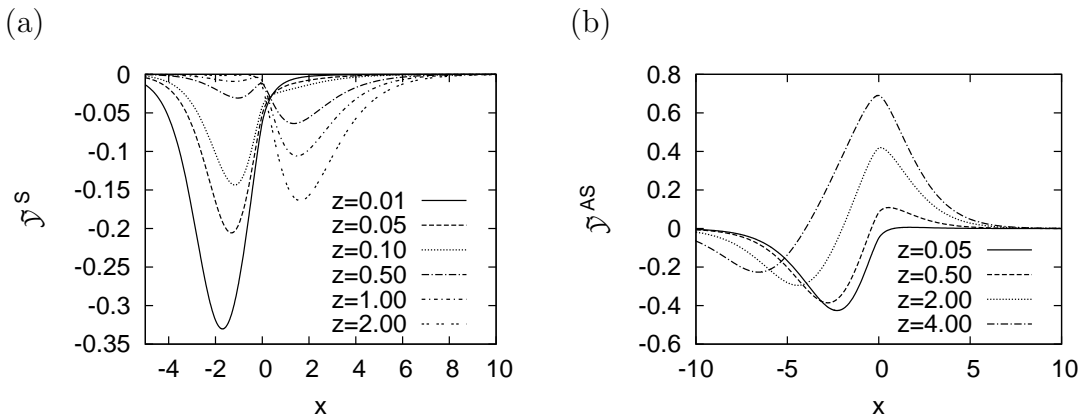 (a)
0
-0.05
-0.1
-0.15
-0.2
-0.25
-0.3
-0.35
-4 -2 0 2 4 6 8 10
x
𝔜^S
z=0.01
z=0.05
z=0.10
z=0.50
z=1.00
z=2.00
(b)
0.8
0.6
0.4
0.2
0
-0.2
-0.4
-0.6
-10 -5 0 5 10
x
𝔜^AS
z=0.05
z=0.50
z=2.00
z=4.00